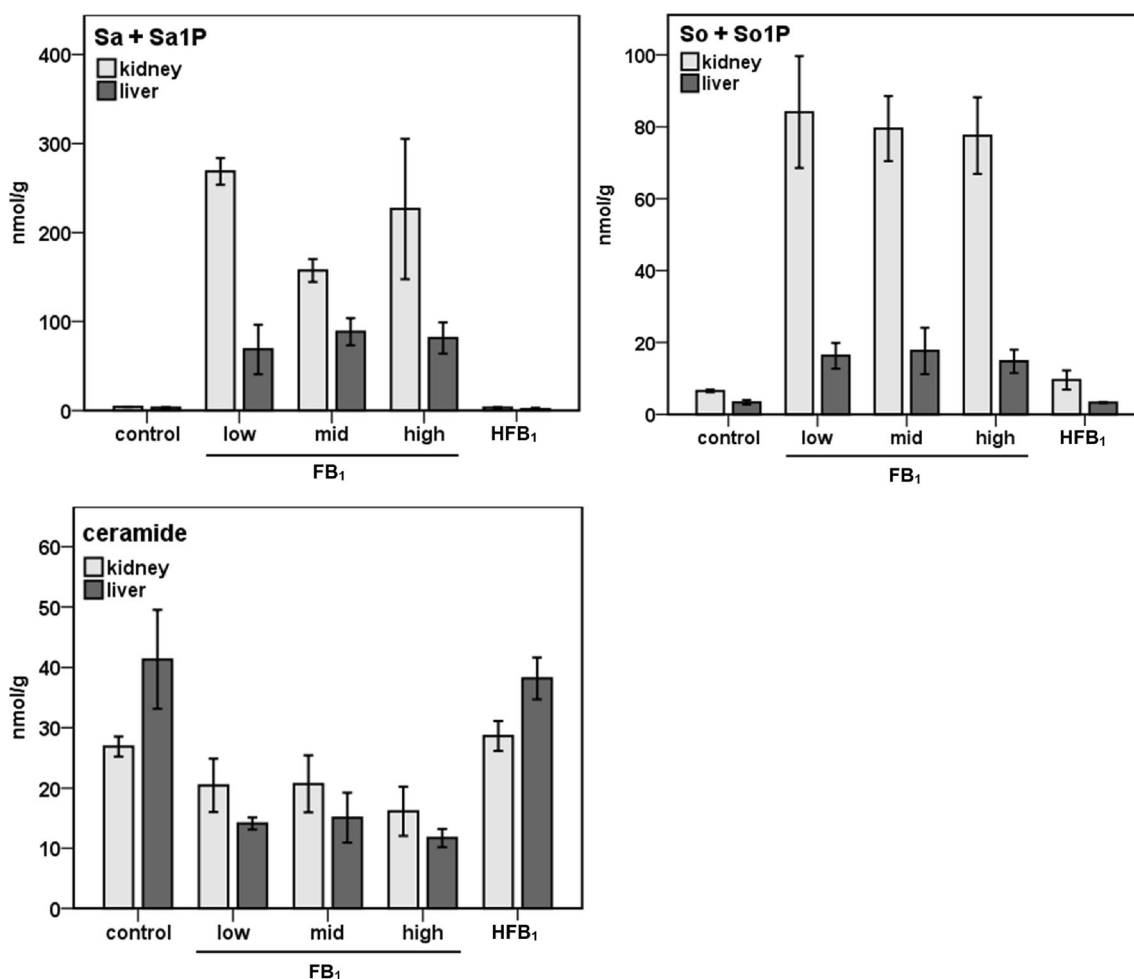 Sa + Sa1P
kidney
liver
400
300
200
100
0
nmol/g
control low mid high HFB₁
FB₁
So + So1P
kidney
liver
100
80
60
40
20
0
nmol/g
control low mid high HFB₁
FB₁
ceramide
kidney
liver
60
50
40
30
20
10
0
nmol/g
control low mid high HFB₁
FB₁